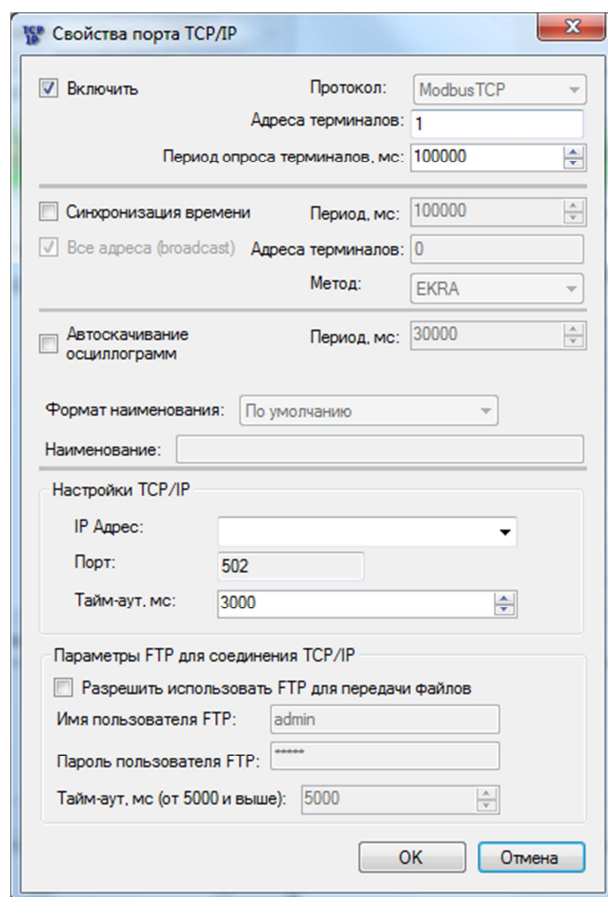 TCP IP Свойства порта TCP/IP
Включить Протокол: ModbusTCP
Адреса терминалов: 1
Период опроса терминалов, мс: 100000
Синхронизация времени Период, мс: 100000
Все адреса (broadcast) Адреса терминалов: 0
Метод: EKRA
Автоскачивание осциллограмм Период, мс: 30000
Формат наименования: По умолчанию
Наименование:
Настройки TCP/IP
IP Адрес:
Порт: 502
Тайм-аут, мс: 3000
Параметры FTP для соединения TCP/IP
Разрешить использовать FTP для передачи файлов
Имя пользователя FTP: admin
Пароль пользователя FTP: *****
Тайм-аут, мс (от 5000 и выше): 5000
OK Отмена